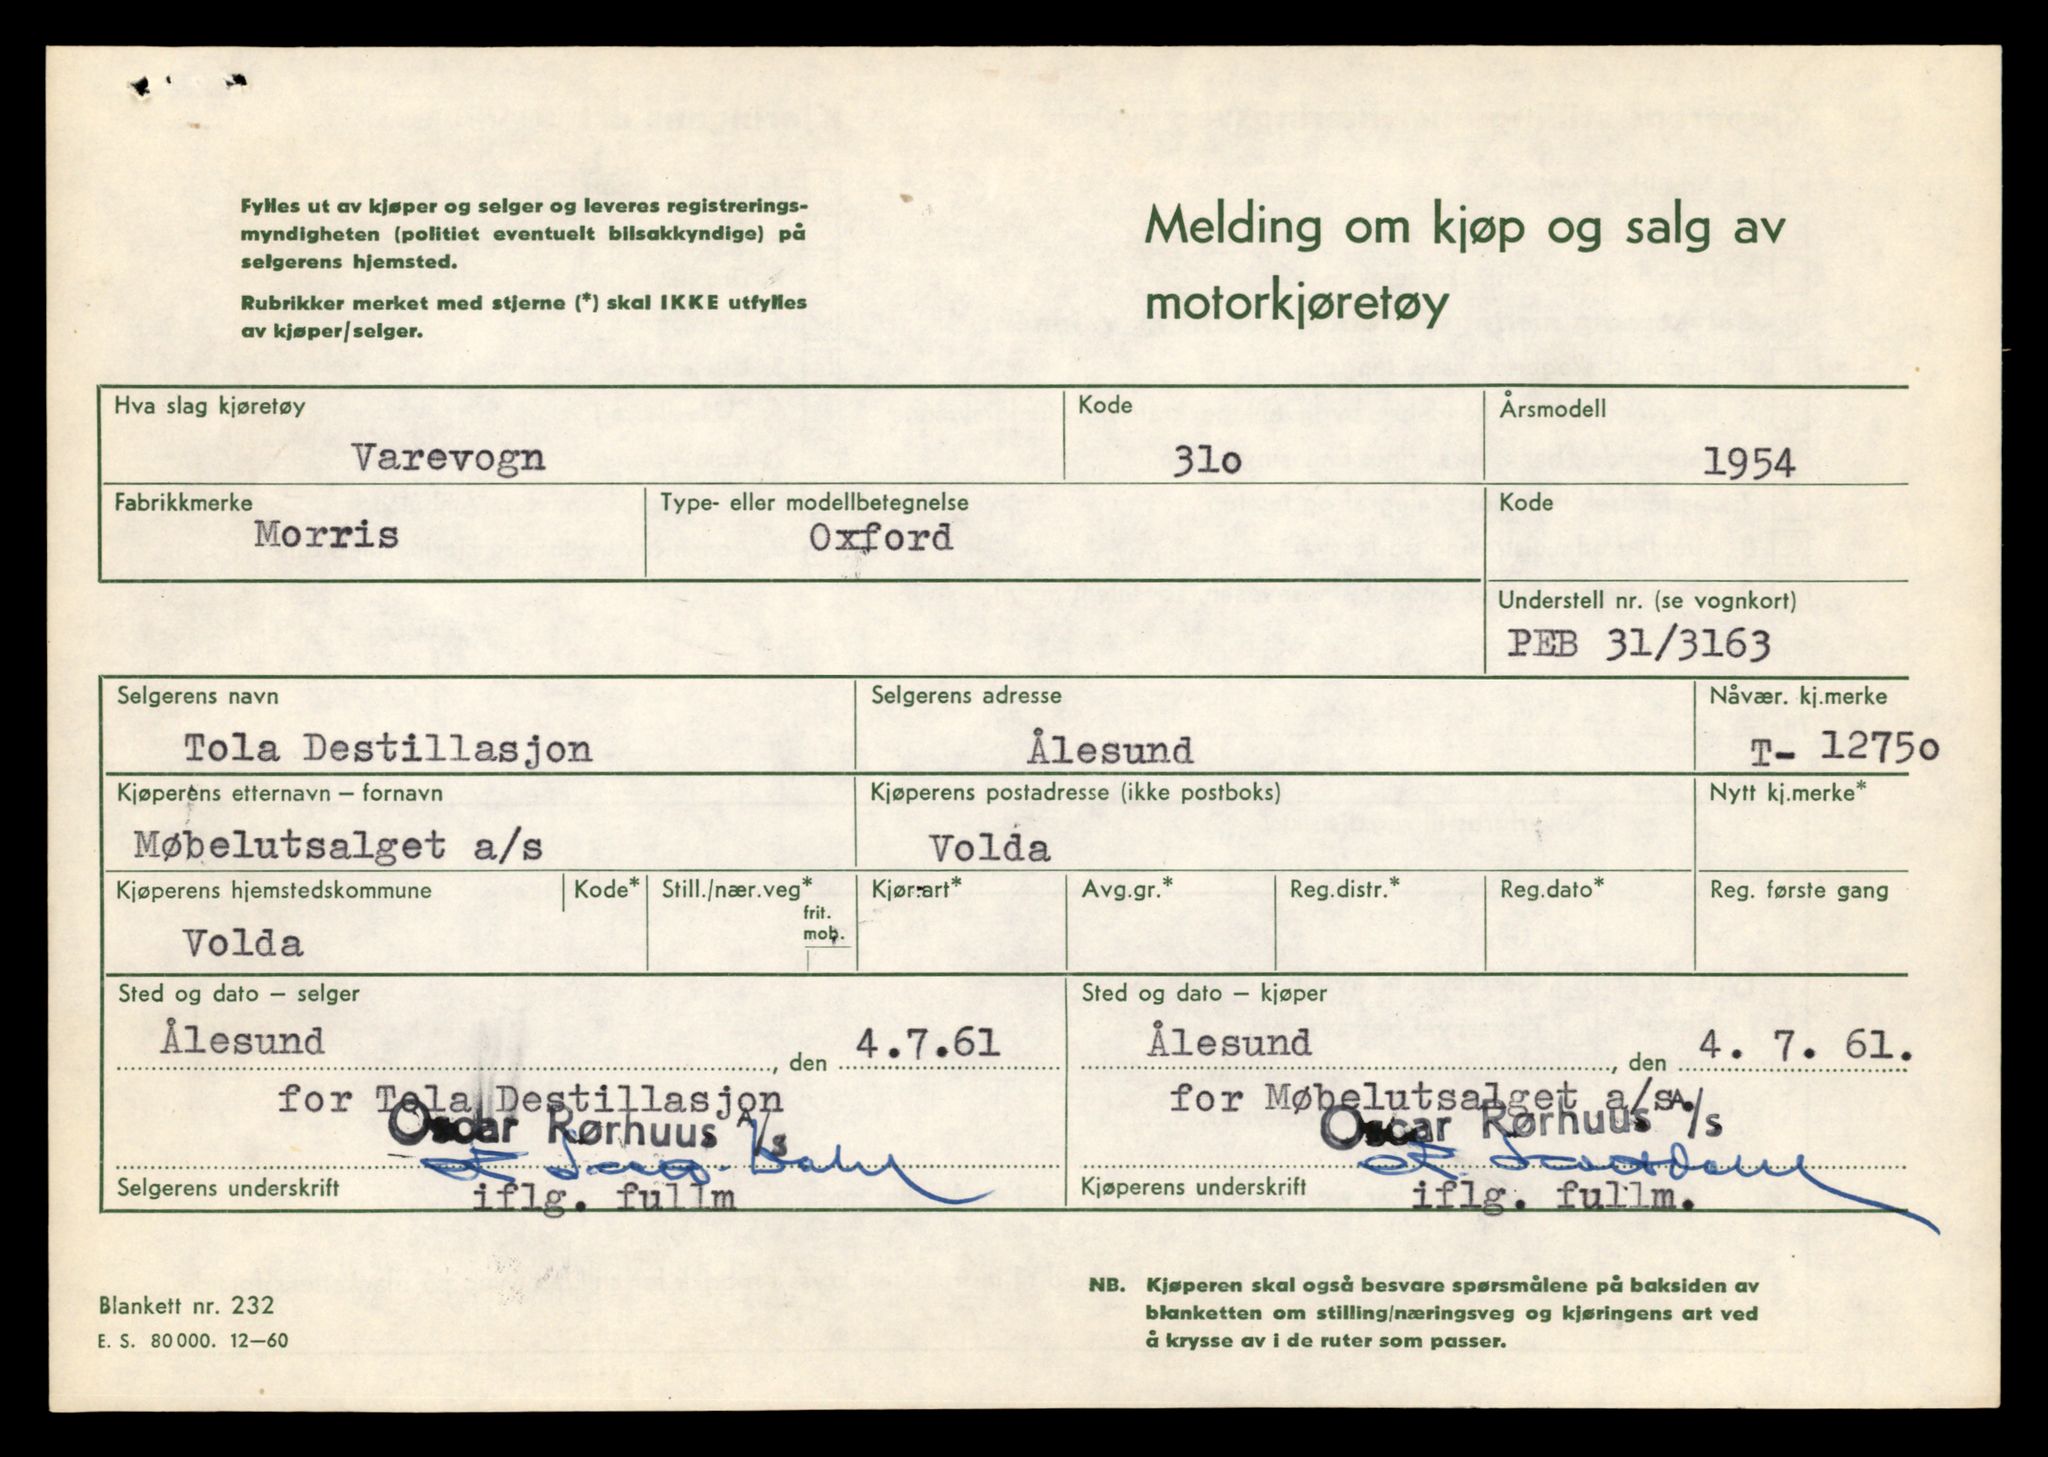 Fylles ut av kjøper og selger og leveres registrerings-
myndigheten (politiet eventuelt bilsakkyndige) på
selgerens hjemsted.
Rubrikker merket med stjerne (*) skal IKKE utfylles
av kjøper/selger.
Melding om kjøp og salg av
motorkjøretøy
Hva slag kjøretøy Kode Årsmodell
Varevogn 31o 1954
Fabrikkmerke Type- eller modellbetegnelse Kode
Morris Oxford
Understell nr. (se vognkort)
PEB 31/3163
Selgerens navn Selgerens adresse Nåvær. kj.merke
Tola Destillasjon Ålesund T- 1275o
Kjøperens etternavn – fornavn Kjøperens postadresse (ikke postboks) Nytt kj.merke*
Møbelutsalget a/s Volda
Kjøperens hjemstedskommune Kode* Still./nær.veg* Kjør.art* Avg.gr.* Reg.distr.* Reg.dato* Reg. første gang
frit.
mob.
Volda
Sted og dato – selger Sted og dato – kjøper
Ålesund , den 4.7.61 Ålesund , den 4. 7. 61.
for Tola Destillasjon for Møbelutsalget a/s.
Oscar Rørhuus A/s Oscar Rørhuus A/s
Selgerens underskrift Kjøperens underskrift
iflg. fullm iflg. fullm.
NB. Kjøperen skal også besvare spørsmålene på baksiden av
blanketten om stilling/næringsveg og kjøringens art ved
å krysse av i de ruter som passer.
Blankett nr. 232
E. S. 80 000. 12–60